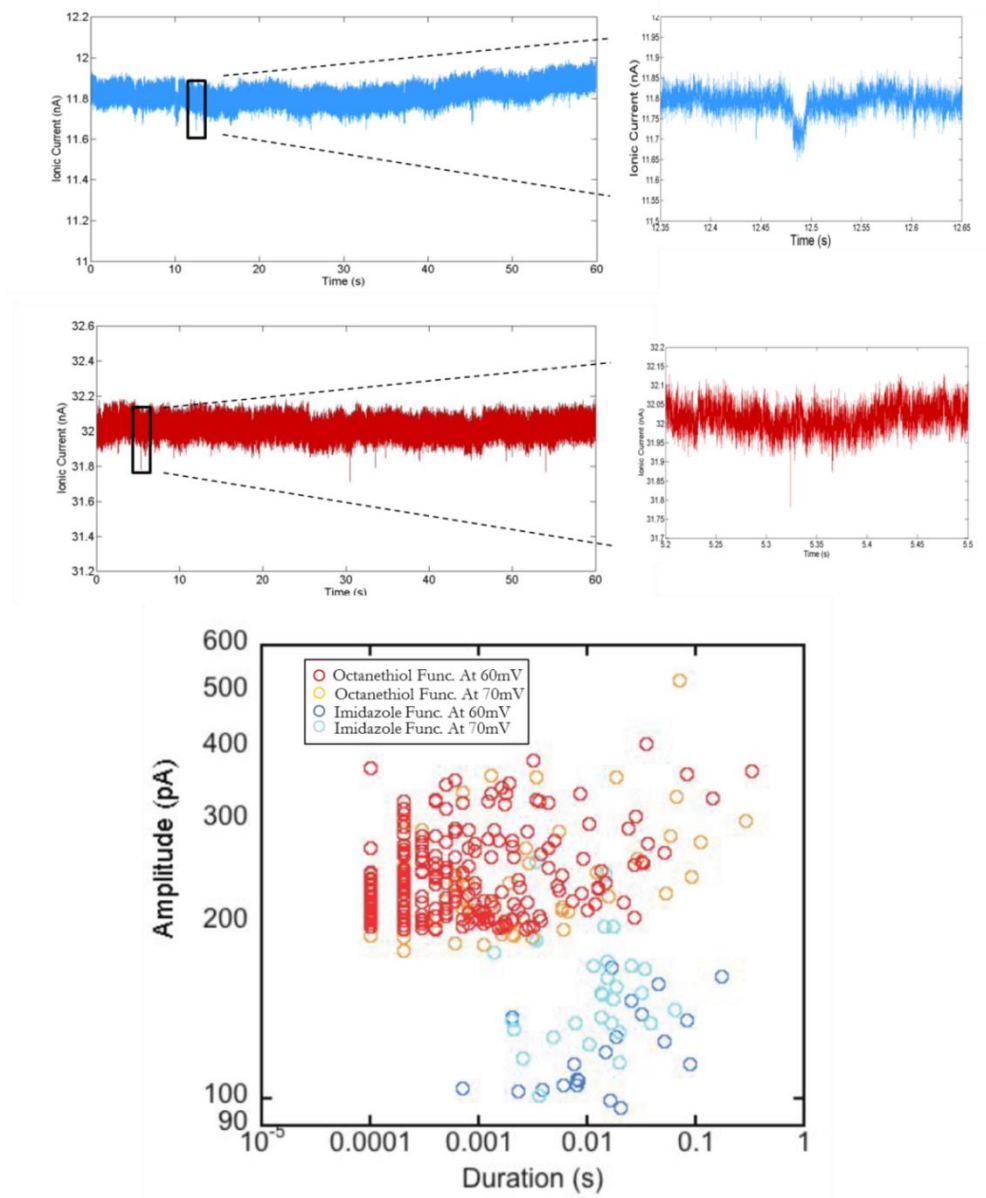 12.2
12
11.8
11.6
11.4
11.2
11
0 10 20 30 40 50 60
Time (s)
Ionic Current (nA)
12
11.95
11.9
11.85
11.8
11.75
11.7
11.65
11.6
11.55
11.5
12.35 12.4 12.45 12.5 12.55 12.6 12.65
Time (s)
Ionic Current (nA)
32.6
32.4
32.2
32
31.8
31.6
31.4
31.2
0 10 20 30 40 50 60
Time (s)
Ionic Current (nA)
32.2
32.15
32.1
32.05
32
31.95
31.9
31.85
31.8
31.75
31.7
5.2 5.25 5.3 5.35 5.4 5.45 5.5
Time (s)
Ionic Current (nA)
600
500
400
300
200
100
90
Amplitude (pA)
Octanethiol Func. At 60mV
Octanethiol Func. At 70mV
Imidazole Func. At 60mV
Imidazole Func. At 70mV
10-5 0.0001 0.001 0.01 0.1 1
Duration (s)